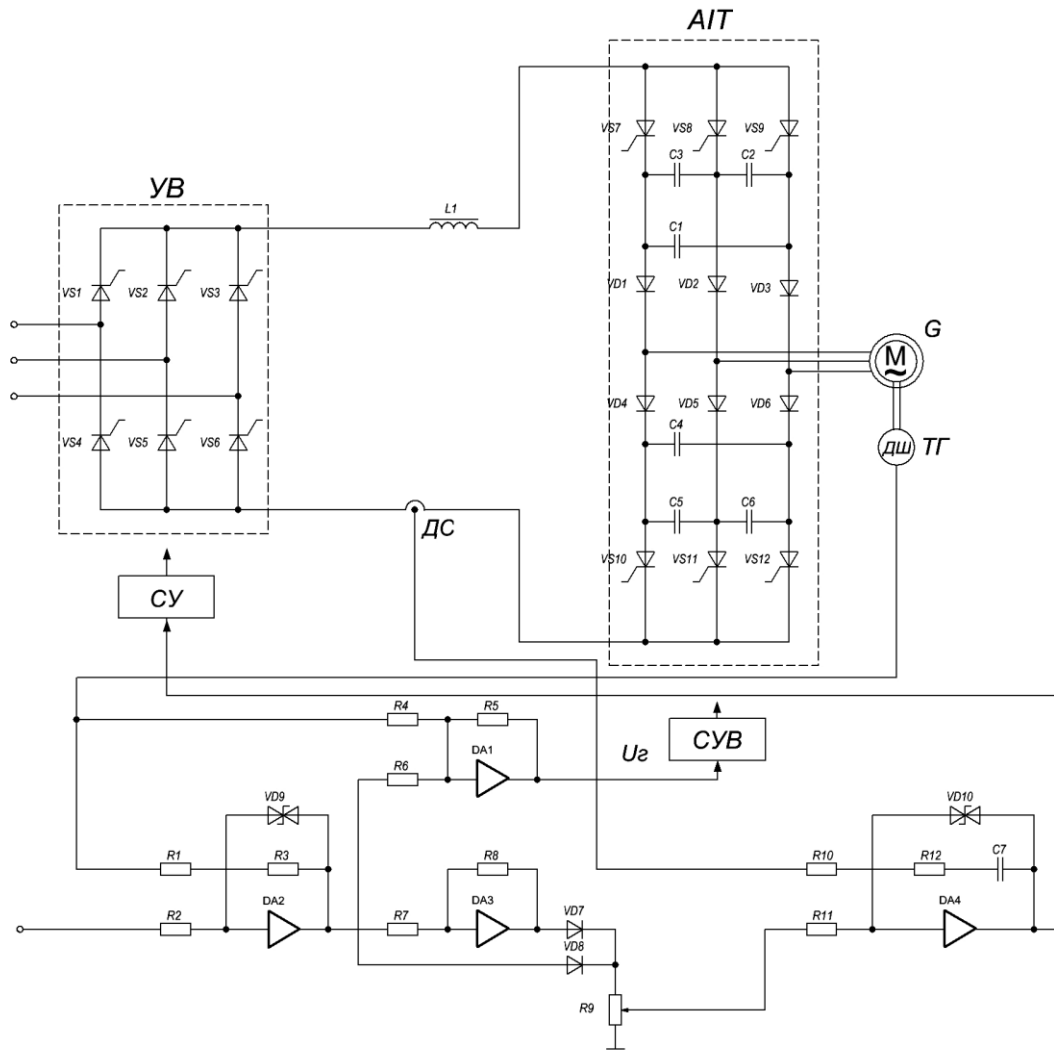 АІТ
VS7 VS8 VS9
C3 C2
УВ
L1
C1
VS1 VS2 VS3
VD1 VD2 VD3
G
M
~
VD4 VD5 VD6
VS4 VS5 VS6
C4
ДШ ТГ
C5 C6
ДС
VS10 VS11 VS12
СУ
R4 R5
DA1
Uг
СУВ
R6
VD9 VD10
R1 R3 R8 R10 R12 C7
R2 DA2 R7 DA3 VD7 R11 DA4
VD8
R9